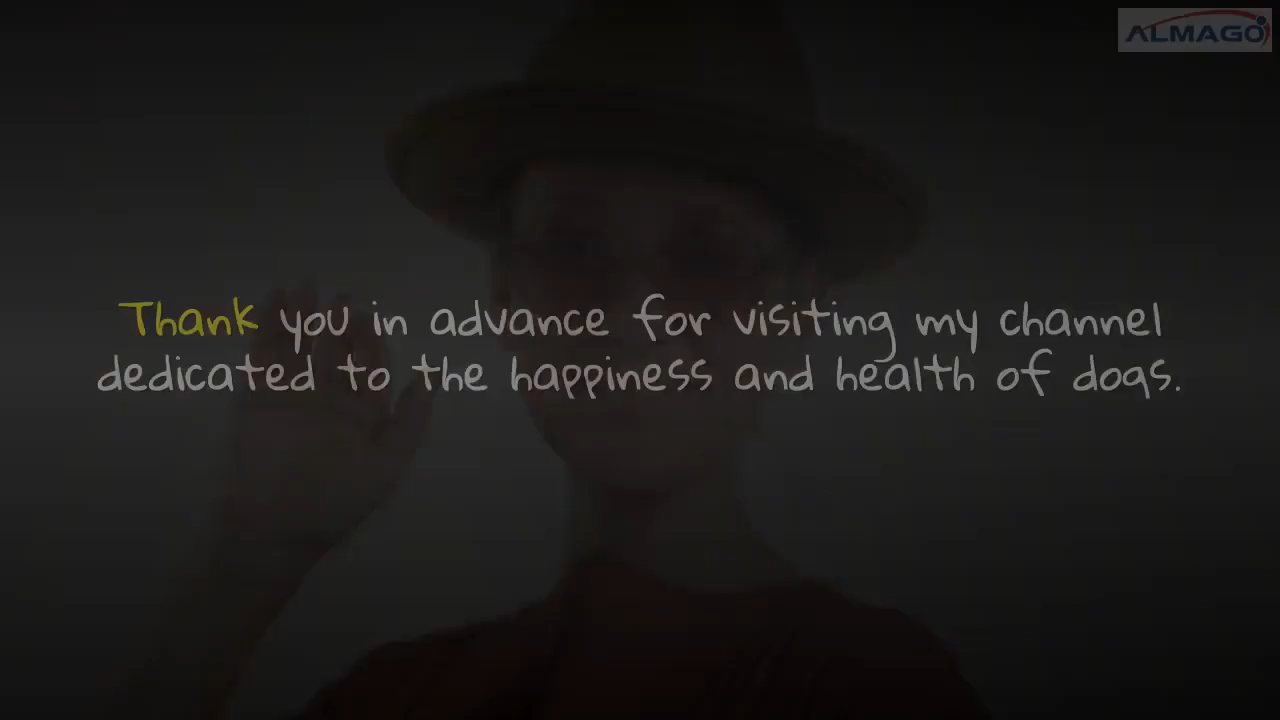 ALMAGO
Thank you in advance for visiting my channel
dedicated to the happiness and health of dogs.